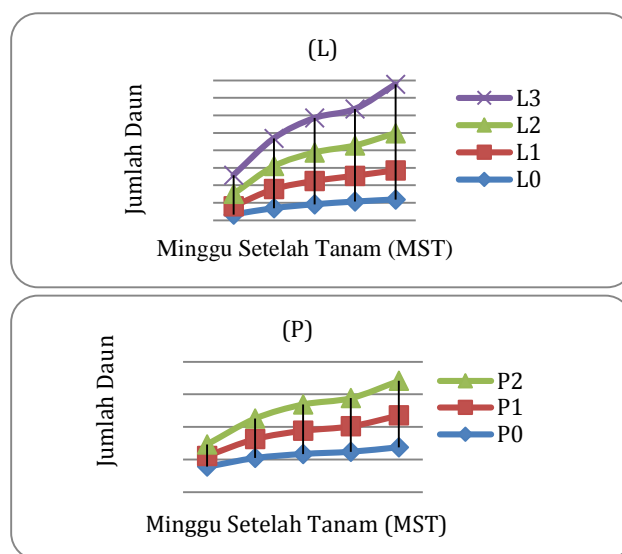 (L)
Jumlah Daun
L3
L2
L1
L0
Minggu Setelah Tanam (MST)
(P)
Jumlah Daun
P2
P1
P0
Minggu Setelah Tanam (MST)